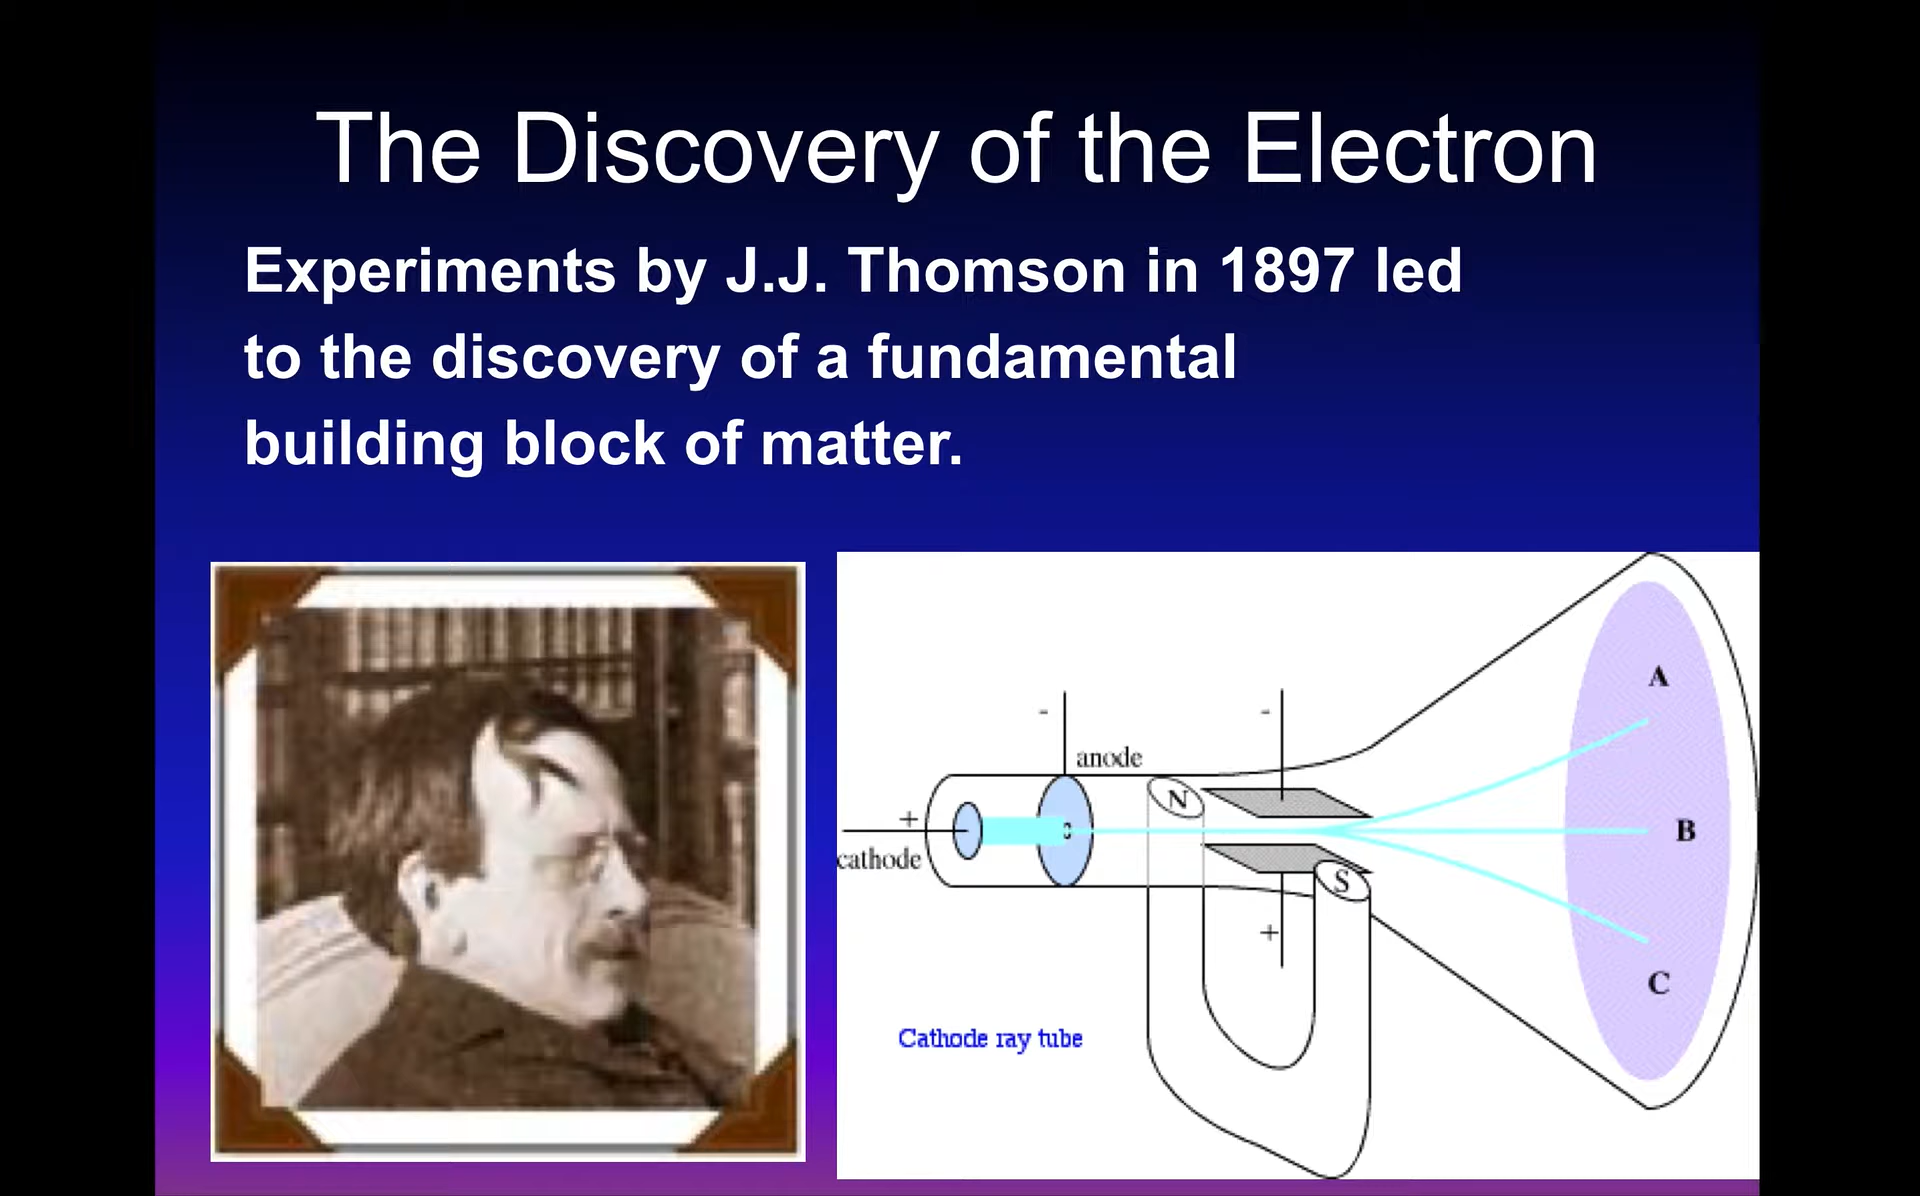 The Discovery of the Electron
Experiments by J.J. Thomson in 1897 led
to the discovery of a fundamental
building block of matter.
A
-
-
anode
N
+
cathode
B
S
+
C
Cathode ray tube